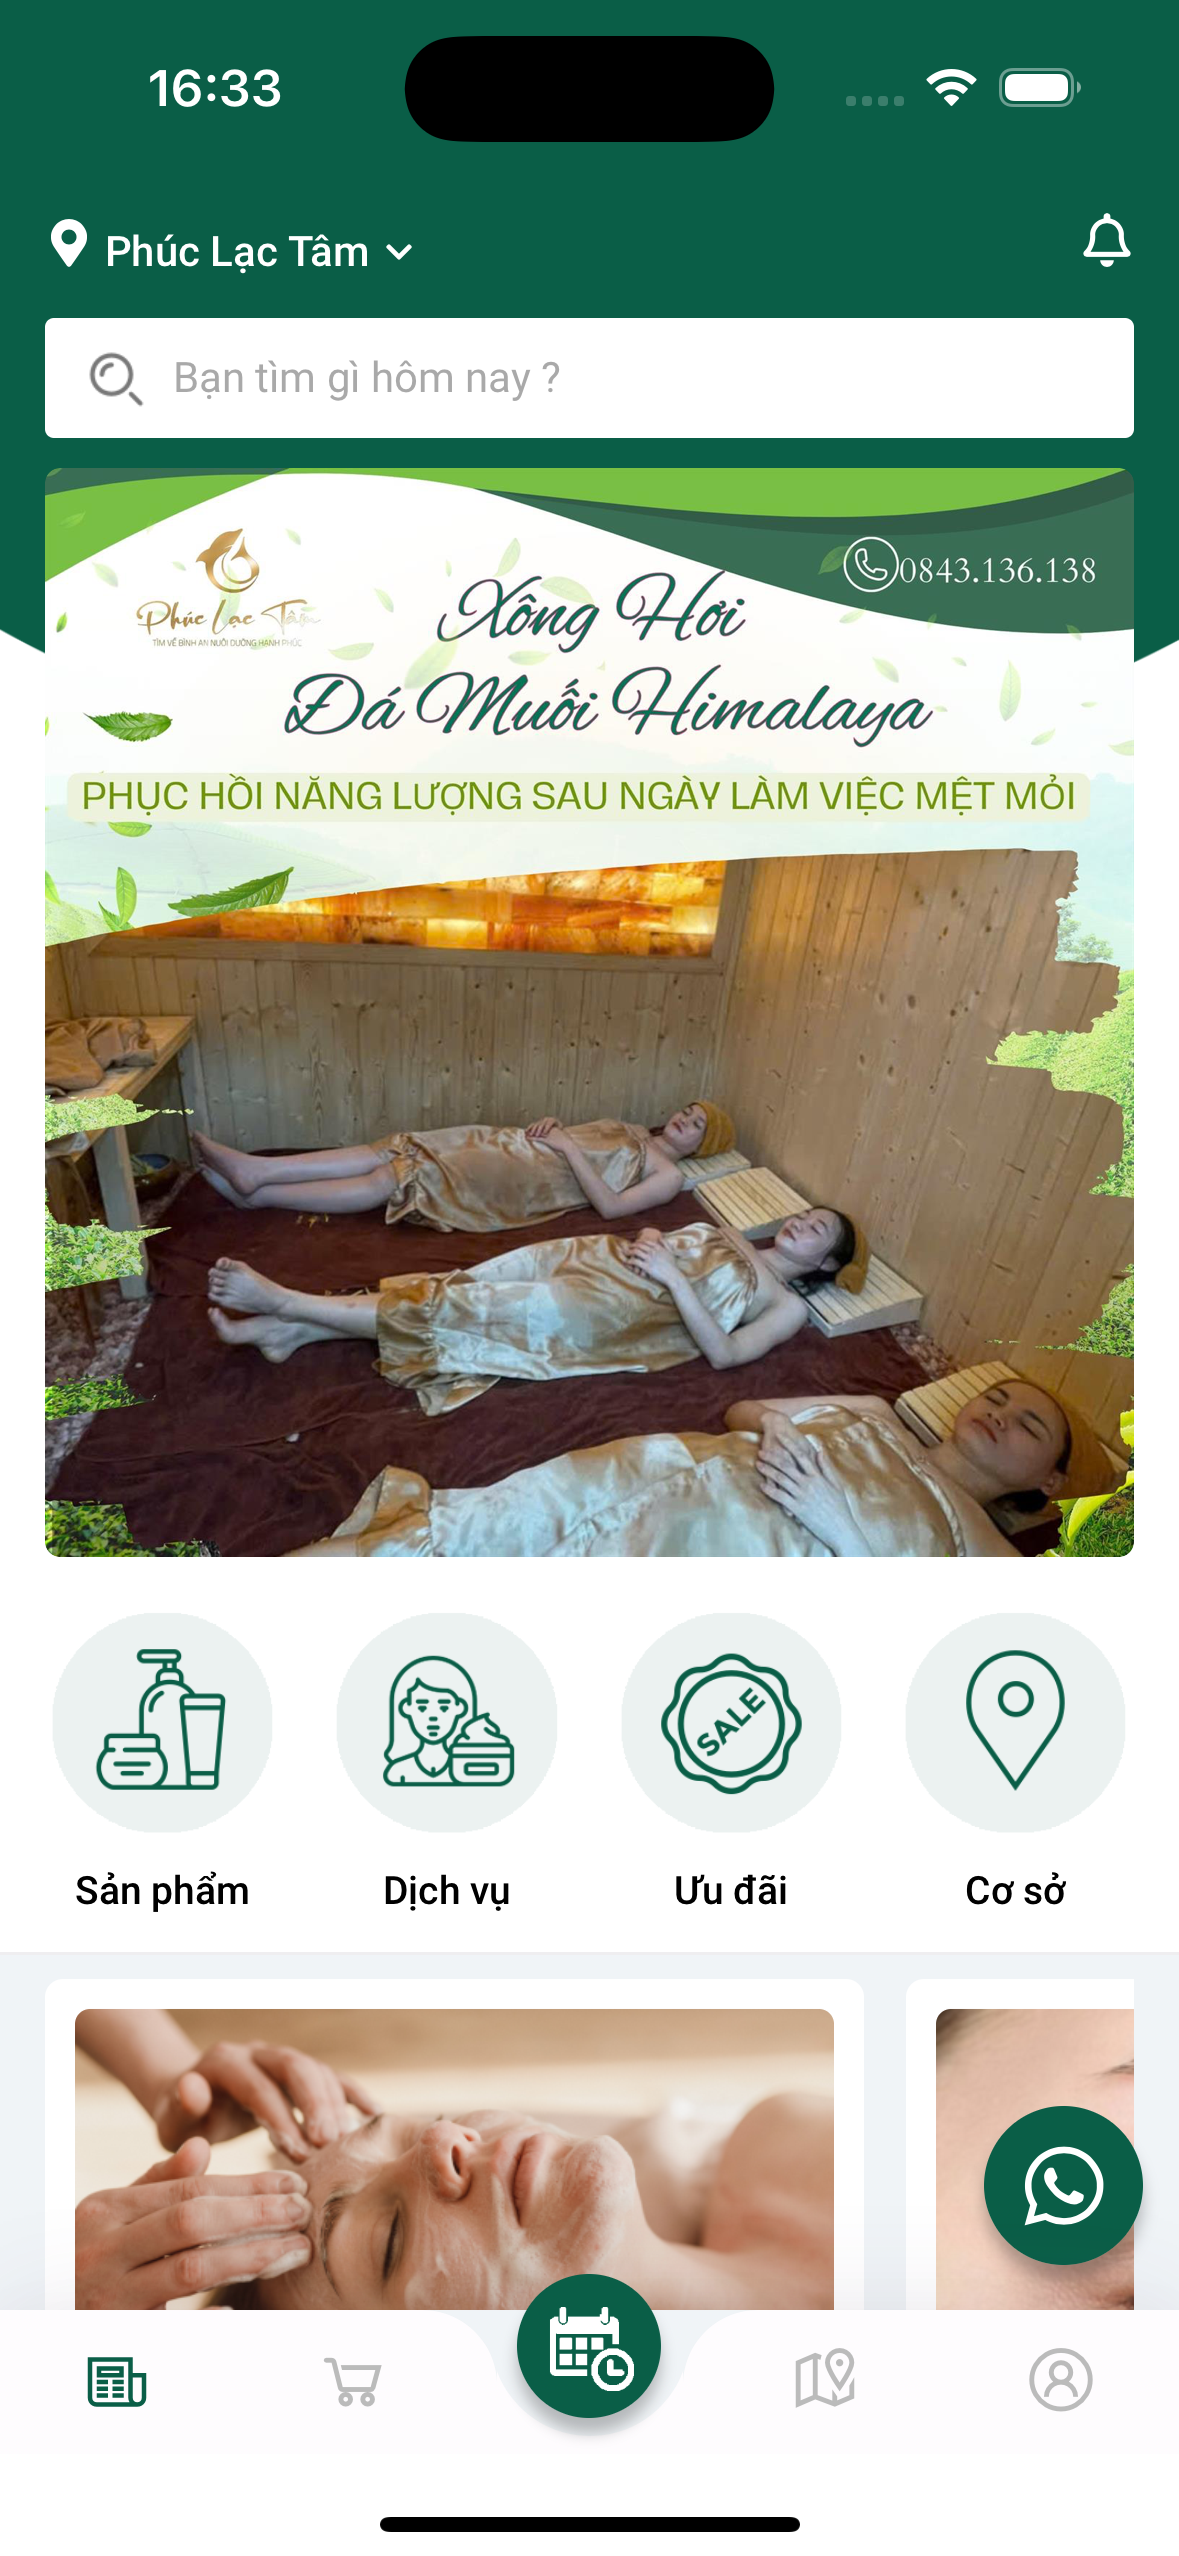 16:33
Phúc Lạc Tâm
Bạn tìm gì hôm nay ?
Phúc Lạc Tâm
TÌM VỀ BÌNH AN NUÔI DƯỠNG HẠNH PHÚC
0843.136.138
Xông Hơi
Đá Muối Himalaya
PHỤC HỒI NĂNG LƯỢNG SAU NGÀY LÀM VIỆC MỆT MỎI
SALE
Sản phẩm
Dịch vụ
Ưu đãi
Cơ sở